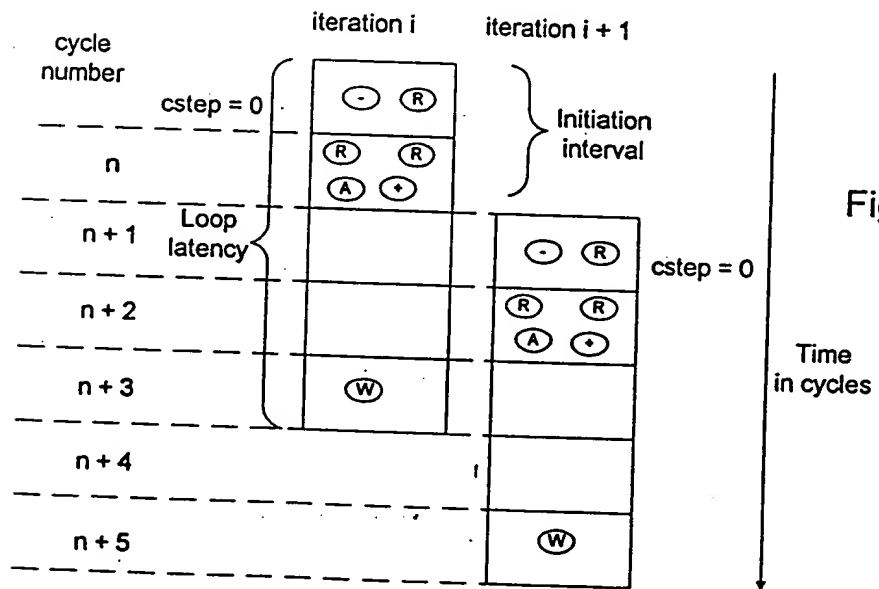 iteration i
iteration i + 1
cycle
number
cstep = 0
- R
Initiation
interval
n
R R
A +
Fi
n + 1
Loop
latency
- R
cstep = 0
n + 2
R R
A +
Time
in cycles
n + 3
W
n + 4
n + 5
W